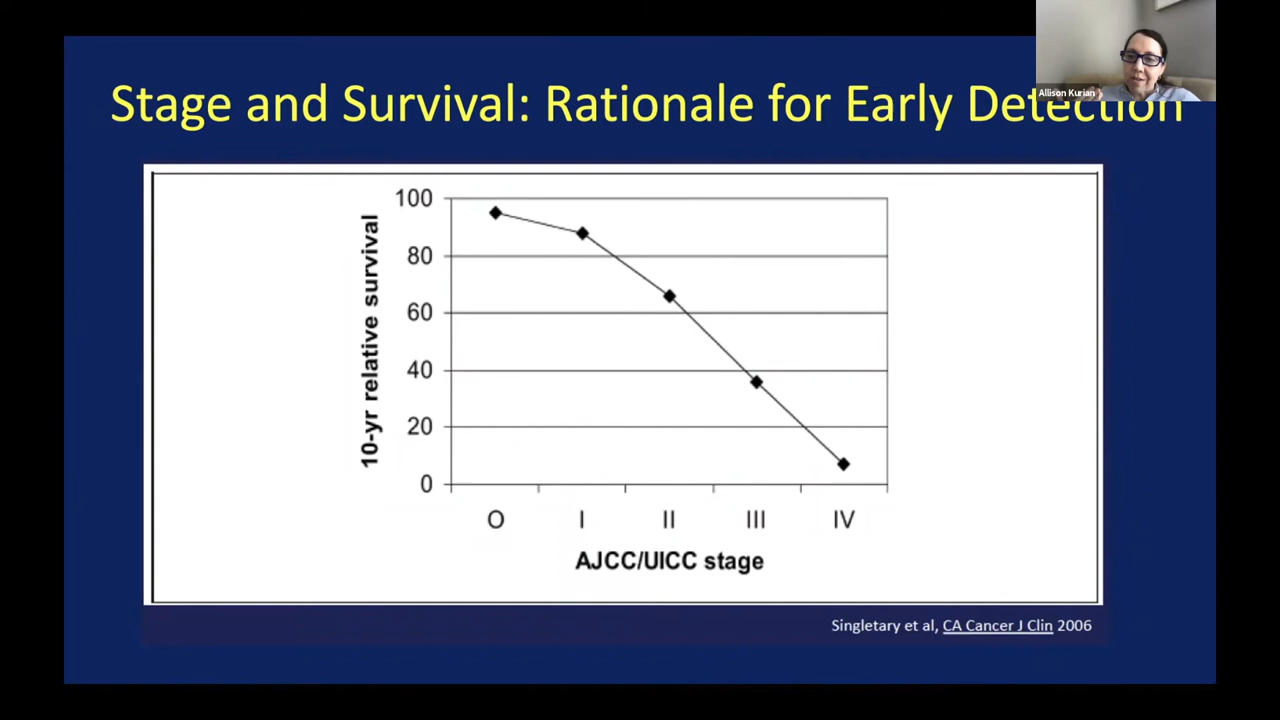 Allison Kurian
Stage and Survival: Rationale for Early Detection
10-yr relative survival
100
80
60
40
20
0
O
I
II
III
IV
AJCC/UICC stage
Singletary et al, CA Cancer J Clin 2006